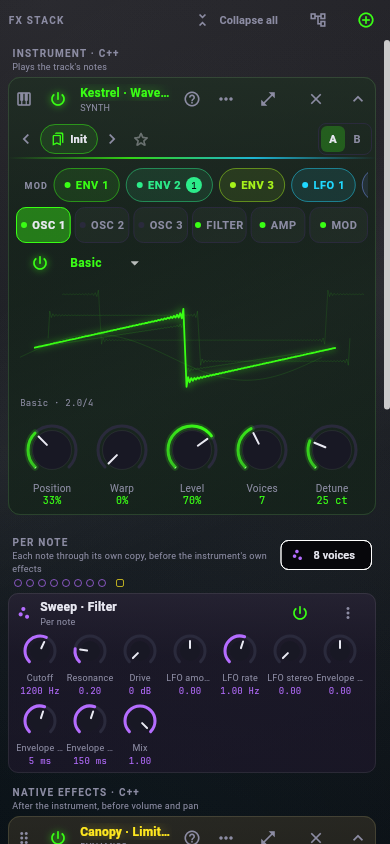 FX STACK
Collapse all
INSTRUMENT · C++
Plays the track's notes
Kestrel · Wave…
SYNTH
Init
A B
MOD ENV 1 ENV 2 1 ENV 3 LFO 1
OSC 1 OSC 2 OSC 3 FILTER AMP MOD
Basic
Basic · 2.0/4
Position Warp Level Voices Detune
33% 0% 70% 7 25 ct
PER NOTE
Each note through its own copy, before the instrument's own
effects
8 voices
Sweep · Filter
Per note
Cutoff Resonance Drive LFO amo… LFO rate LFO stereo Envelope …
1200 Hz 0.20 0 dB 0.00 1.00 Hz 0.00 0.00
Envelope … Envelope … Mix
5 ms 150 ms 1.00
NATIVE EFFECTS · C++
After the instrument, before volume and pan
Canopy · Limit…